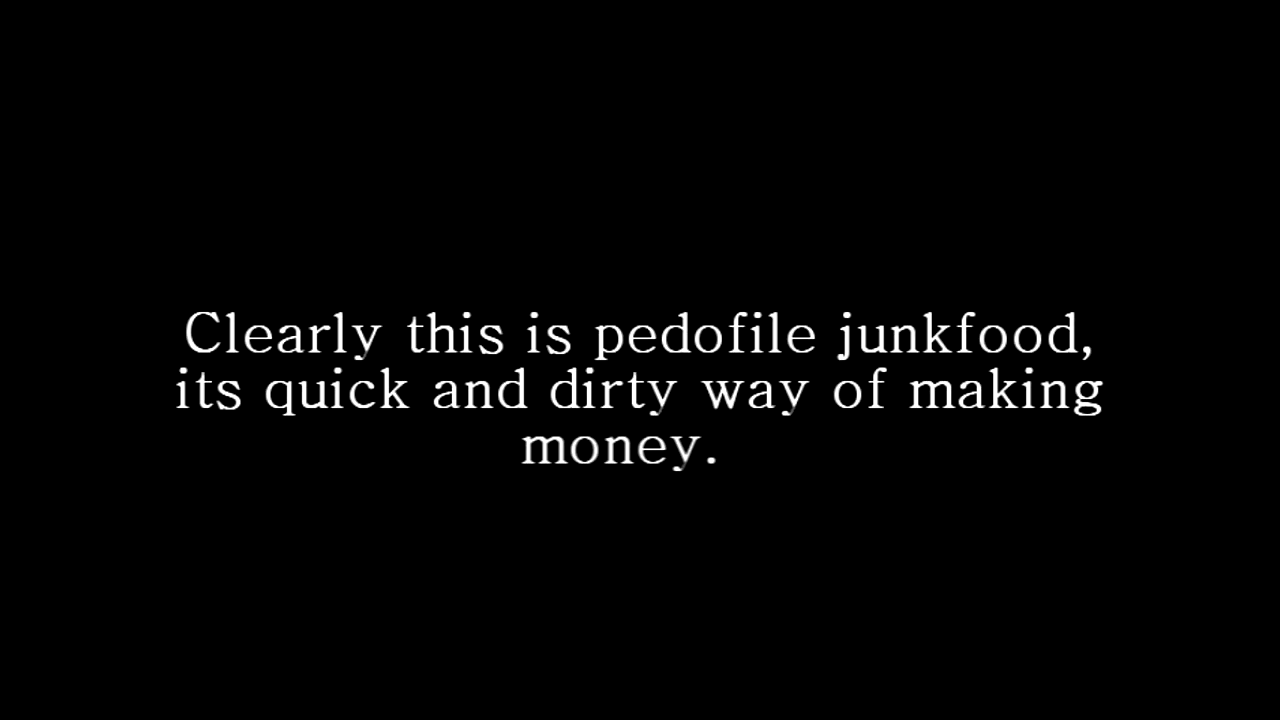 Clearly this is pedofile junkfood,
its quick and dirty way of making
money.